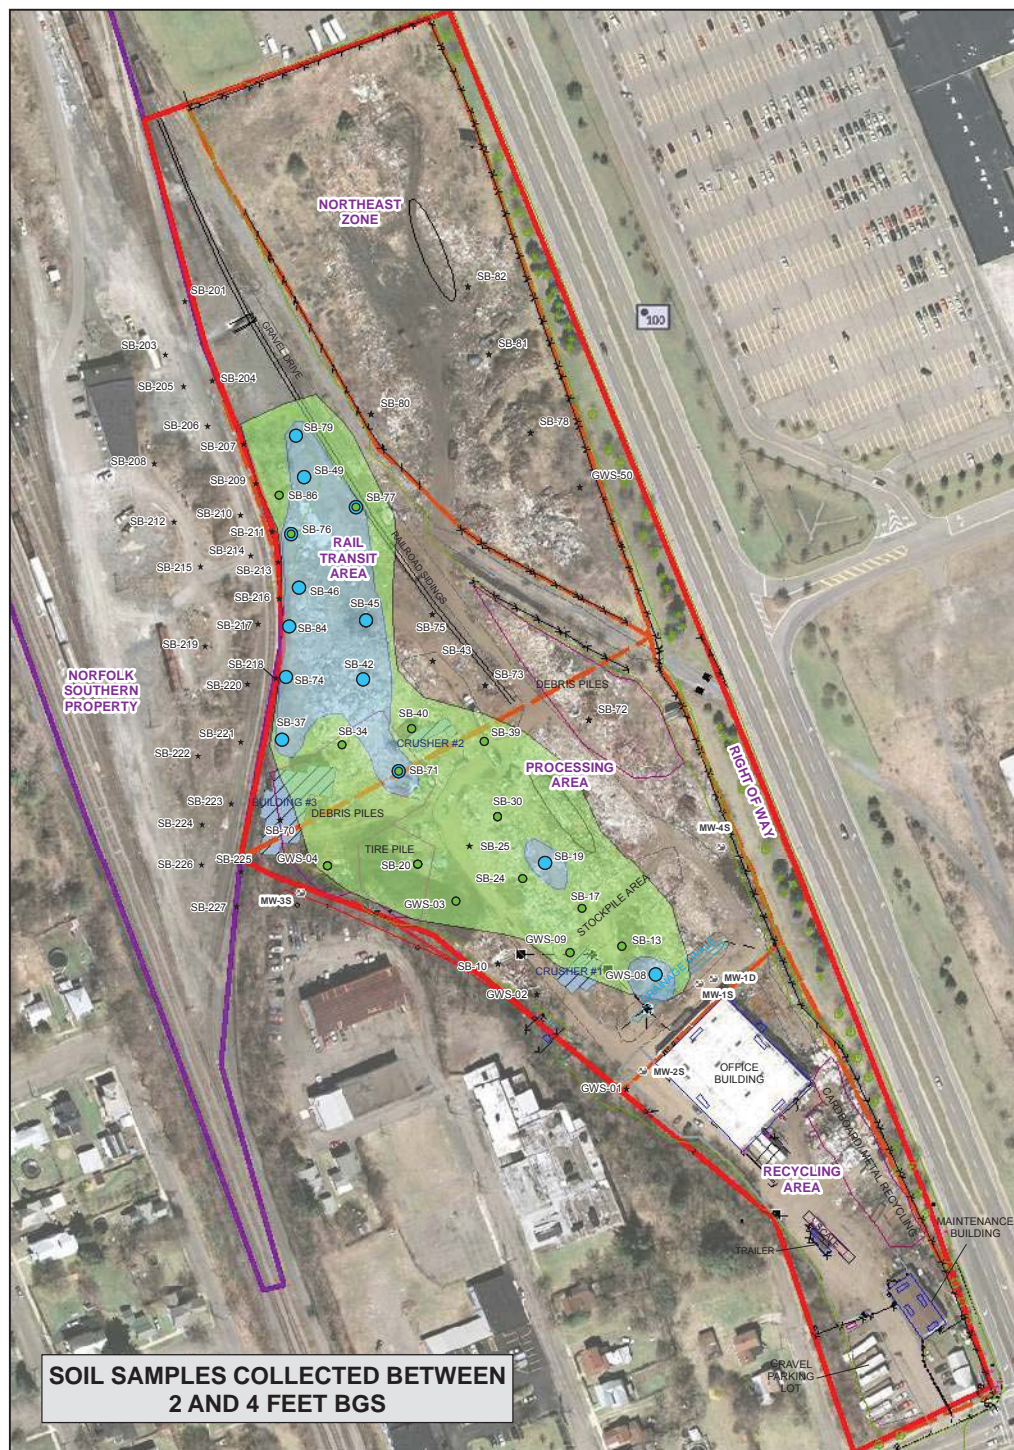 NORTHEAST
ZONE
SB-82
SB-201
100
GRAVEL DRIVE
SB-203
SB-81
SB-204
SB-205
SB-80
SB-206
SB-78
SB-79
SB-207
SB-208
SB-49
GWS-50
SB-209
SB-86
SB-77
SB-210
SB-212
SB-211
SB-76
RAIL
TRANSIT
AREA
RAILROAD SIDINGS
SB-214
SB-213
SB-215
SB-46
SB-216
SB-45
SB-75
SB-217
SB-84
SB-219
SB-43
SB-218
SB-74
SB-42
SB-73
SB-220
DEBRIS PILES
NORFOLK
SOUTHERN
PROPERTY
SB-72
SB-37
SB-34
SB-40
SB-39
SB-221
CRUSHER #2
SB-222
SB-71
PROCESSING
AREA
RIGHT OF WAY
SB-223
BUILDING #3
DEBRIS PILES
SB-30
SB-224
SB-70
MW-4S
TIRE PILE
SB-25
SB-226
SB-225
GWS-04
SB-20
SB-19
SB-24
STOCKPILE AREA
SB-227
MW-3S
GWS-03
SB-17
GWS-09
SB-13
SB-10
CRUSHER #1
GWS-08
DRAINAGE SWALE
MW-1D
GWS-02
MW-1S
OFFICE
BUILDING
MW-2S
GWS-01
CARDBOARD/METAL RECYCLING
RECYCLING
AREA
SCALE
TRAILER
MAINTENANCE
BUILDING
GRAVEL
PARKING
LOT
SOIL SAMPLES COLLECTED BETWEEN
2 AND 4 FEET BGS